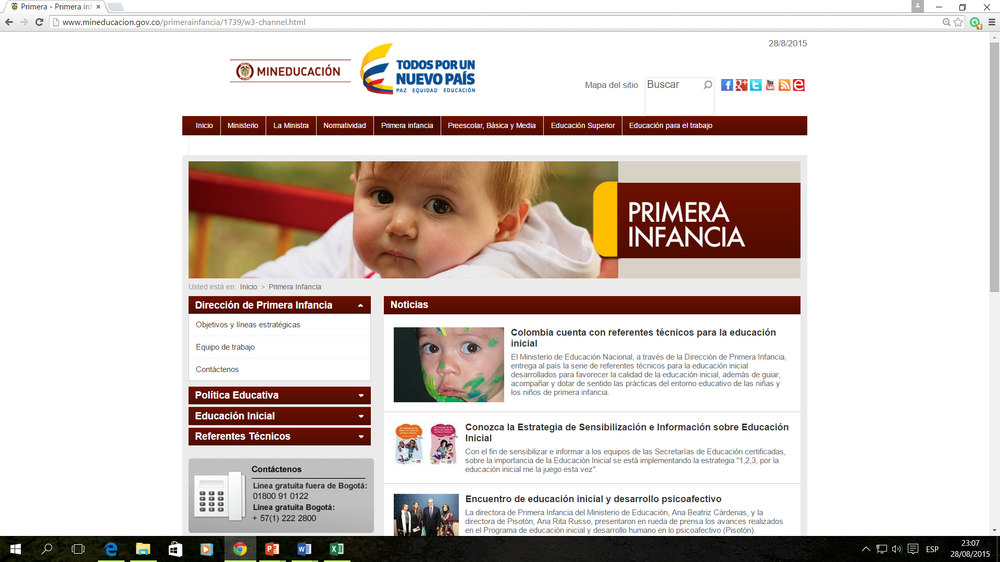 Primera - Primera inf
www.mineducacion.gov.co/primerainfancia/1739/w3-channel.html
28/8/2015
MINEDUCACIÓN
TODOS POR UN
NUEVO PAÍS
PAZ EQUIDAD EDUCACIÓN
Mapa del sitio
Buscar
Inicio
Ministerio
La Ministra
Normatividad
Primera infancia
Preescolar, Básica y Media
Educación Superior
Educación para el trabajo
PRIMERA
INFANCIA
Usted está en: Inicio > Primera Infancia
Dirección de Primera Infancia
Objetivos y líneas estratégicas
Equipo de trabajo
Contáctenos
Política Educativa
Educación Inicial
Referentes Técnicos
Contáctenos
Línea gratuita fuera de Bogotá:
01800 91 0122
Línea gratuita Bogotá:
+ 57(1) 222 2800
Noticias
Colombia cuenta con referentes técnicos para la educación
inicial
El Ministerio de Educación Nacional, a través de la Dirección de Primera Infancia,
entrega al país la serie de referentes técnicos para la educación inicial
desarrollados para favorecer la calidad de la educación inicial, además de guiar,
acompañar y dotar de sentido las prácticas del entorno educativo de las niñas y
los niños de primera infancia.
Conozca la Estrategia de Sensibilización e Información sobre Educación
Inicial
Con el fin de sensibilizar e informar a los equipos de las Secretarías de Educación certificadas,
sobre la importancia de la Educación Inicial se está implementando la estrategia "1,2,3, por la
educación inicial me la juego esta vez".
Encuentro de educación inicial y desarrollo psicoafectivo
La directora de Primera Infancia del Ministerio de Educación, Ana Beatriz Cárdenas, y la
directora de Pisotón, Ana Rita Russo, presentaron en rueda de prensa los avances realizados
en el Programa de educación inicial y desarrollo humano en lo psicoafectivo (Pisotón).
ESP
23:07
28/08/2015